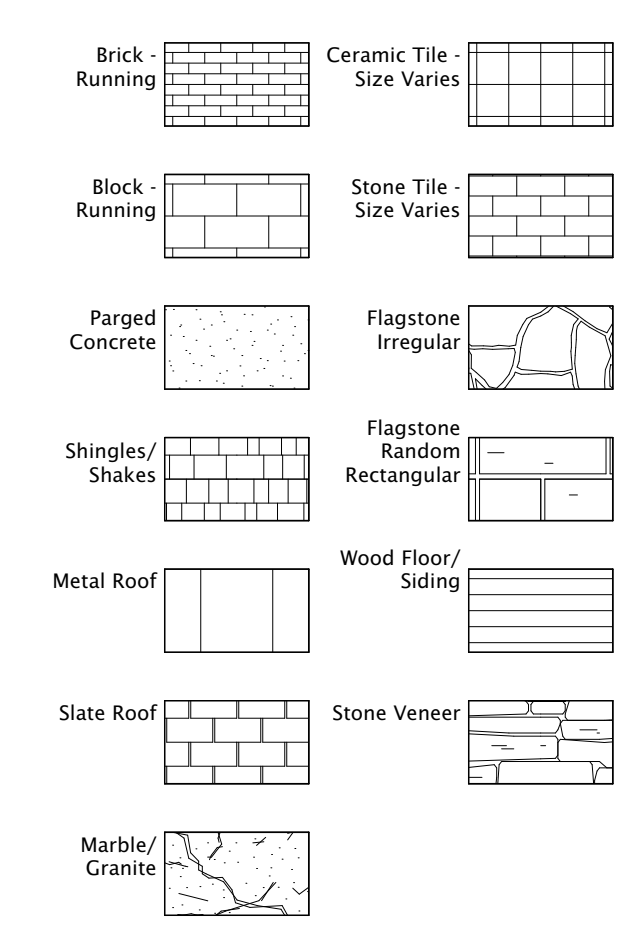 Brick -
Running
Ceramic Tile -
Size Varies
Block -
Running
Stone Tile -
Size Varies
Parged
Concrete
Flagstone
Irregular
Shingles/
Shakes
Flagstone
Random
Rectangular
Metal Roof
Wood Floor/
Siding
Slate Roof
Stone Veneer
Marble/
Granite